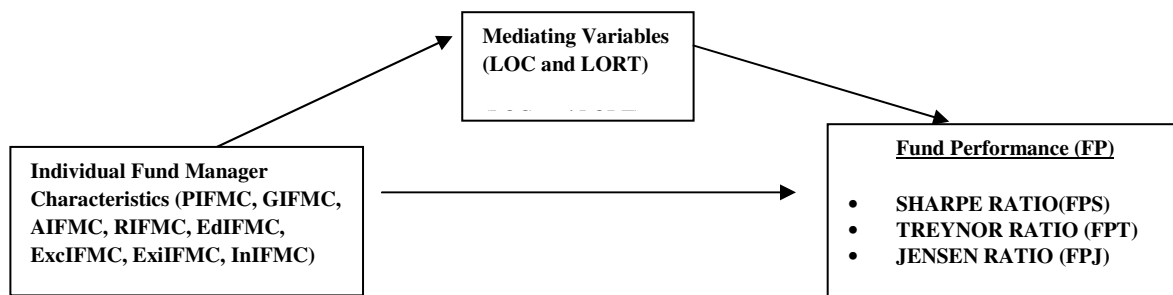 Mediating Variables
(LOC and LORT)
Individual Fund Manager
Characteristics (PIFMC, GIFMC,
AIFMC, RIFMC, EdIFMC,
ExcIFMC, ExiIFMC, InIFMC)
Fund Performance (FP)
• SHARPE RATIO(FPS)
• TREYNOR RATIO (FPT)
• JENSEN RATIO (FPJ)